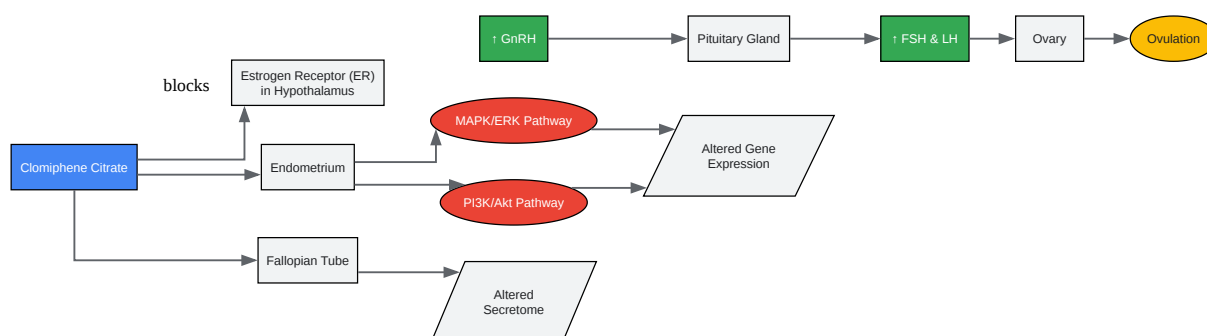 ↑ GnRH
Pituitary Gland
↑ FSH & LH
Ovary
Ovulation
blocks
Estrogen Receptor (ER)
in Hypothalamus
MAPK/ERK Pathway
Altered Gene
Expression
Clomiphene Citrate
Endometrium
PI3K/Akt Pathway
Fallopian Tube
Altered
Secretome